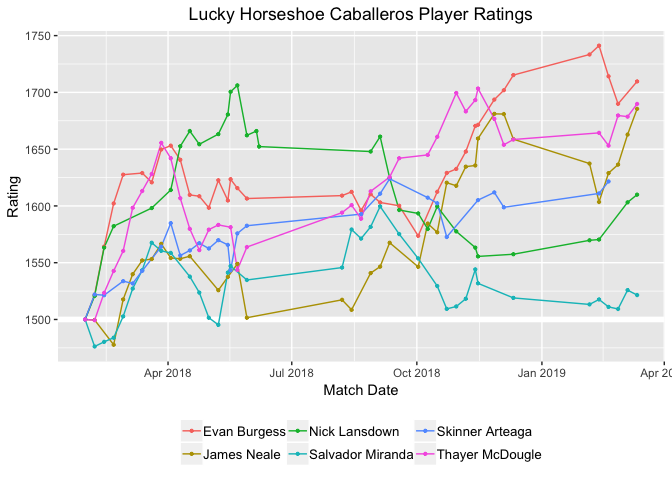 Lucky Horseshoe Caballeros Player Ratings
Rating
1750
1700
1650
1600
1550
1500
Apr 2018 Jul 2018 Oct 2018 Jan 2019 Apr 20
Match Date
Evan Burgess Nick Lansdown Skinner Arteaga
James Neale Salvador Miranda Thayer McDougle